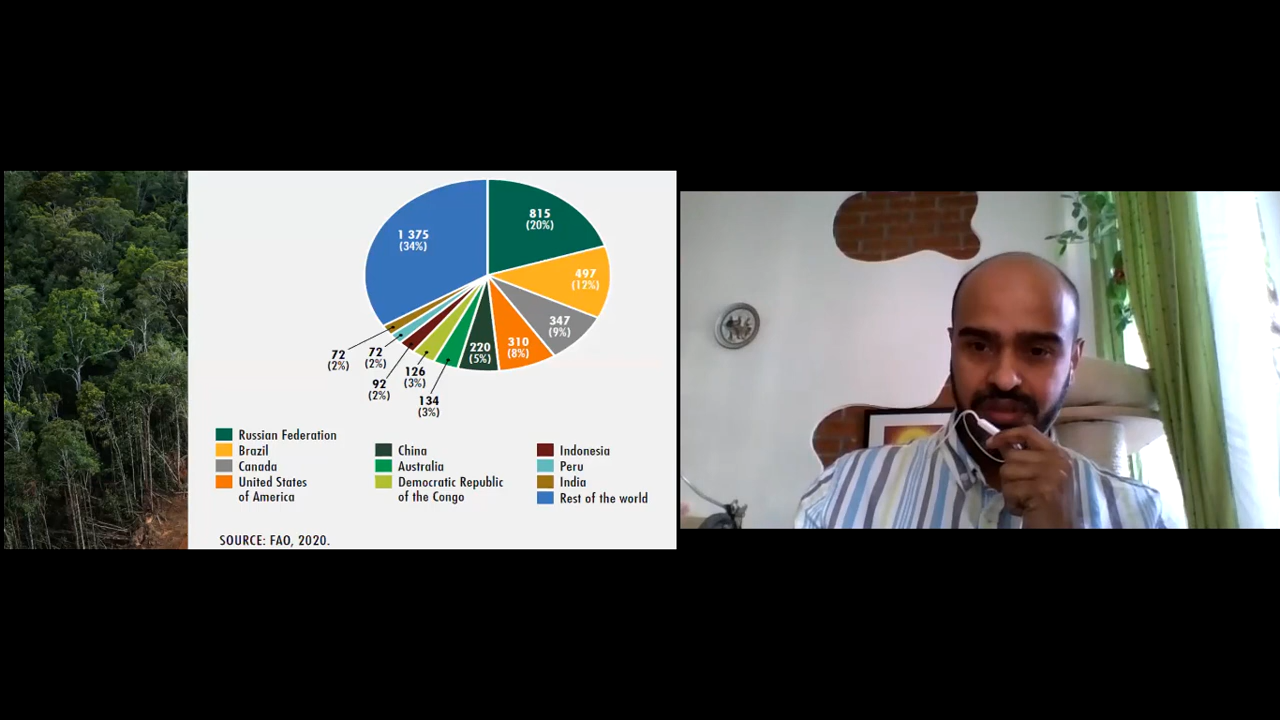 815
(20%)
497
(12%)
347
(9%)
310
(8%)
220
(5%)
134
(3%)
126
(3%)
92
(2%)
72
(2%)
72
(2%)
1 375
(34%)
Russian Federation
Brazil
Canada
United States
of America
China
Australia
Democratic Republic
of the Congo
Indonesia
Peru
India
Rest of the world
SOURCE: FAO, 2020.